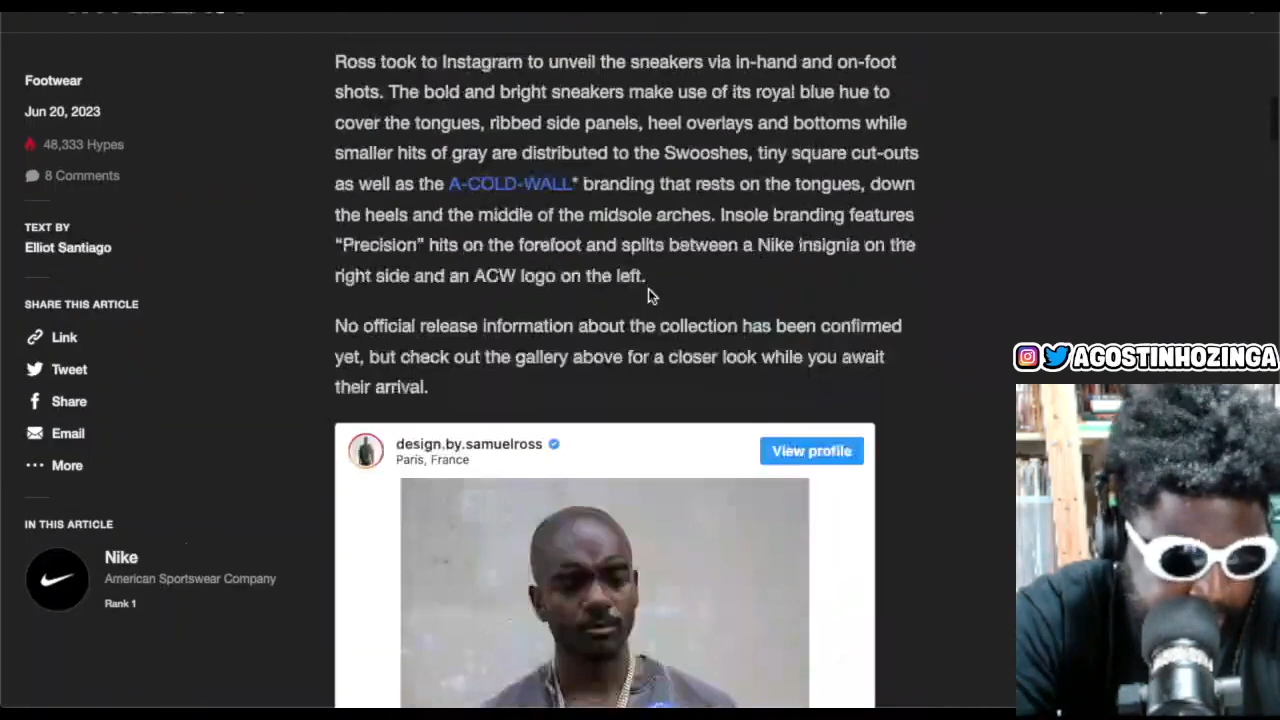 Footwear
Jun 20, 2023
48,333 Hypes
8 Comments
TEXT BY
Elliot Santiago
SHARE THIS ARTICLE
Link
Tweet
Share
Email
More
IN THIS ARTICLE
Nike
American Sportswear Company
Rank 1
Ross took to Instagram to unveil the sneakers via in-hand and on-foot
shots. The bold and bright sneakers make use of its royal blue hue to
cover the tongues, ribbed side panels, heel overlays and bottoms while
smaller hits of gray are distributed to the Swooshes, tiny square cut-outs
as well as the A-COLD-WALL* branding that rests on the tongues, down
the heels and the middle of the midsole arches. Insole branding features
“Precision” hits on the forefoot and splits between a Nike insignia on the
right side and an ACW logo on the left.
No official release information about the collection has been confirmed
yet, but check out the gallery above for a closer look while you await
their arrival.
design.by.samuelross
Paris, France
View profile
AGOSTINHOZINGA